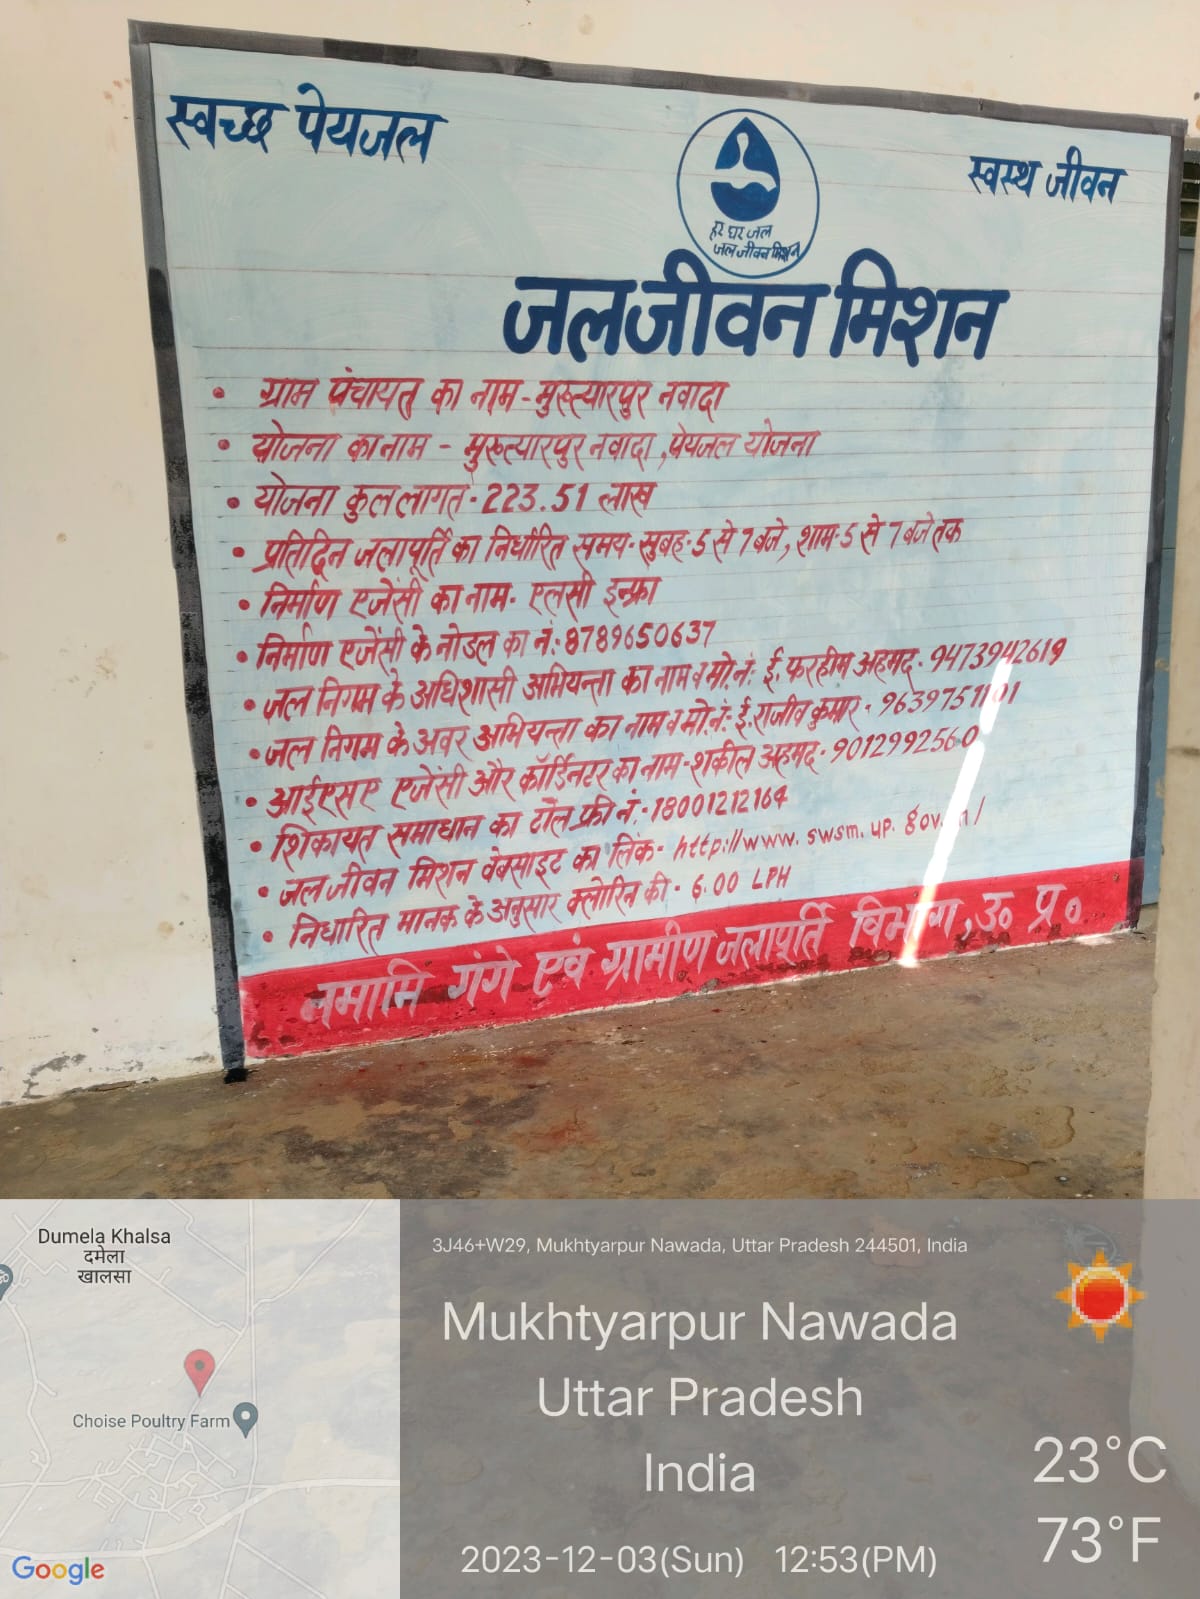 स्वच्छ पेयजल
स्वस्थ जीवन
हर घर जल
जल जीवन मिशन
जल जीवन मिशन
• ग्राम पंचायत का नाम - मुख्त्यारपुर नवादा
• योजना का नाम - मुख्त्यारपुर नवादा, पेयजल योजना
• योजना कुल लागत - 223.51 लाख
• प्रतिदिन जलापूर्ति का निर्धारित समय - सुबह - 5 से 7 बजे, शाम - 5 से 7 बजे तक
• निर्माण एजेंसी का नाम - एलसी इन्फ्रा
• निर्माण एजेंसी के नोडल का नं: 8789650637
• जल निगम के अधिशासी अभियन्ता का नाम व मो.नं: ई. फरहीम अहमद - 9473942619
• जल निगम के अवर अभियन्ता का नाम व मो.नं: ई. राजीव कुमार - 9639751101
• आईएसए एजेंसी और कॉर्डिनेटर का नाम - शकील अहमद - 9012992560
• शिकायत समाधान का टोल फ्री नं. - 18001212164
• जल जीवन मिशन वेबसाइट का लिंक - http://www.swsm.up.gov.in/
• निर्धारित मानक के अनुसार क्लोरिन की - 6.00 LPH
नमामि गंगे एवं ग्रामीण जलापूर्ति विभाग, उ० प्र०
Dumela Khalsa
दमेला
खालसा
Choise Poultry Farm
Google
3J46+W29, Mukhtyarpur Nawada, Uttar Pradesh 244501, India
Mukhtyarpur Nawada
Uttar Pradesh
India
2023-12-03(Sun) 12:53(PM)
23°C
73°F